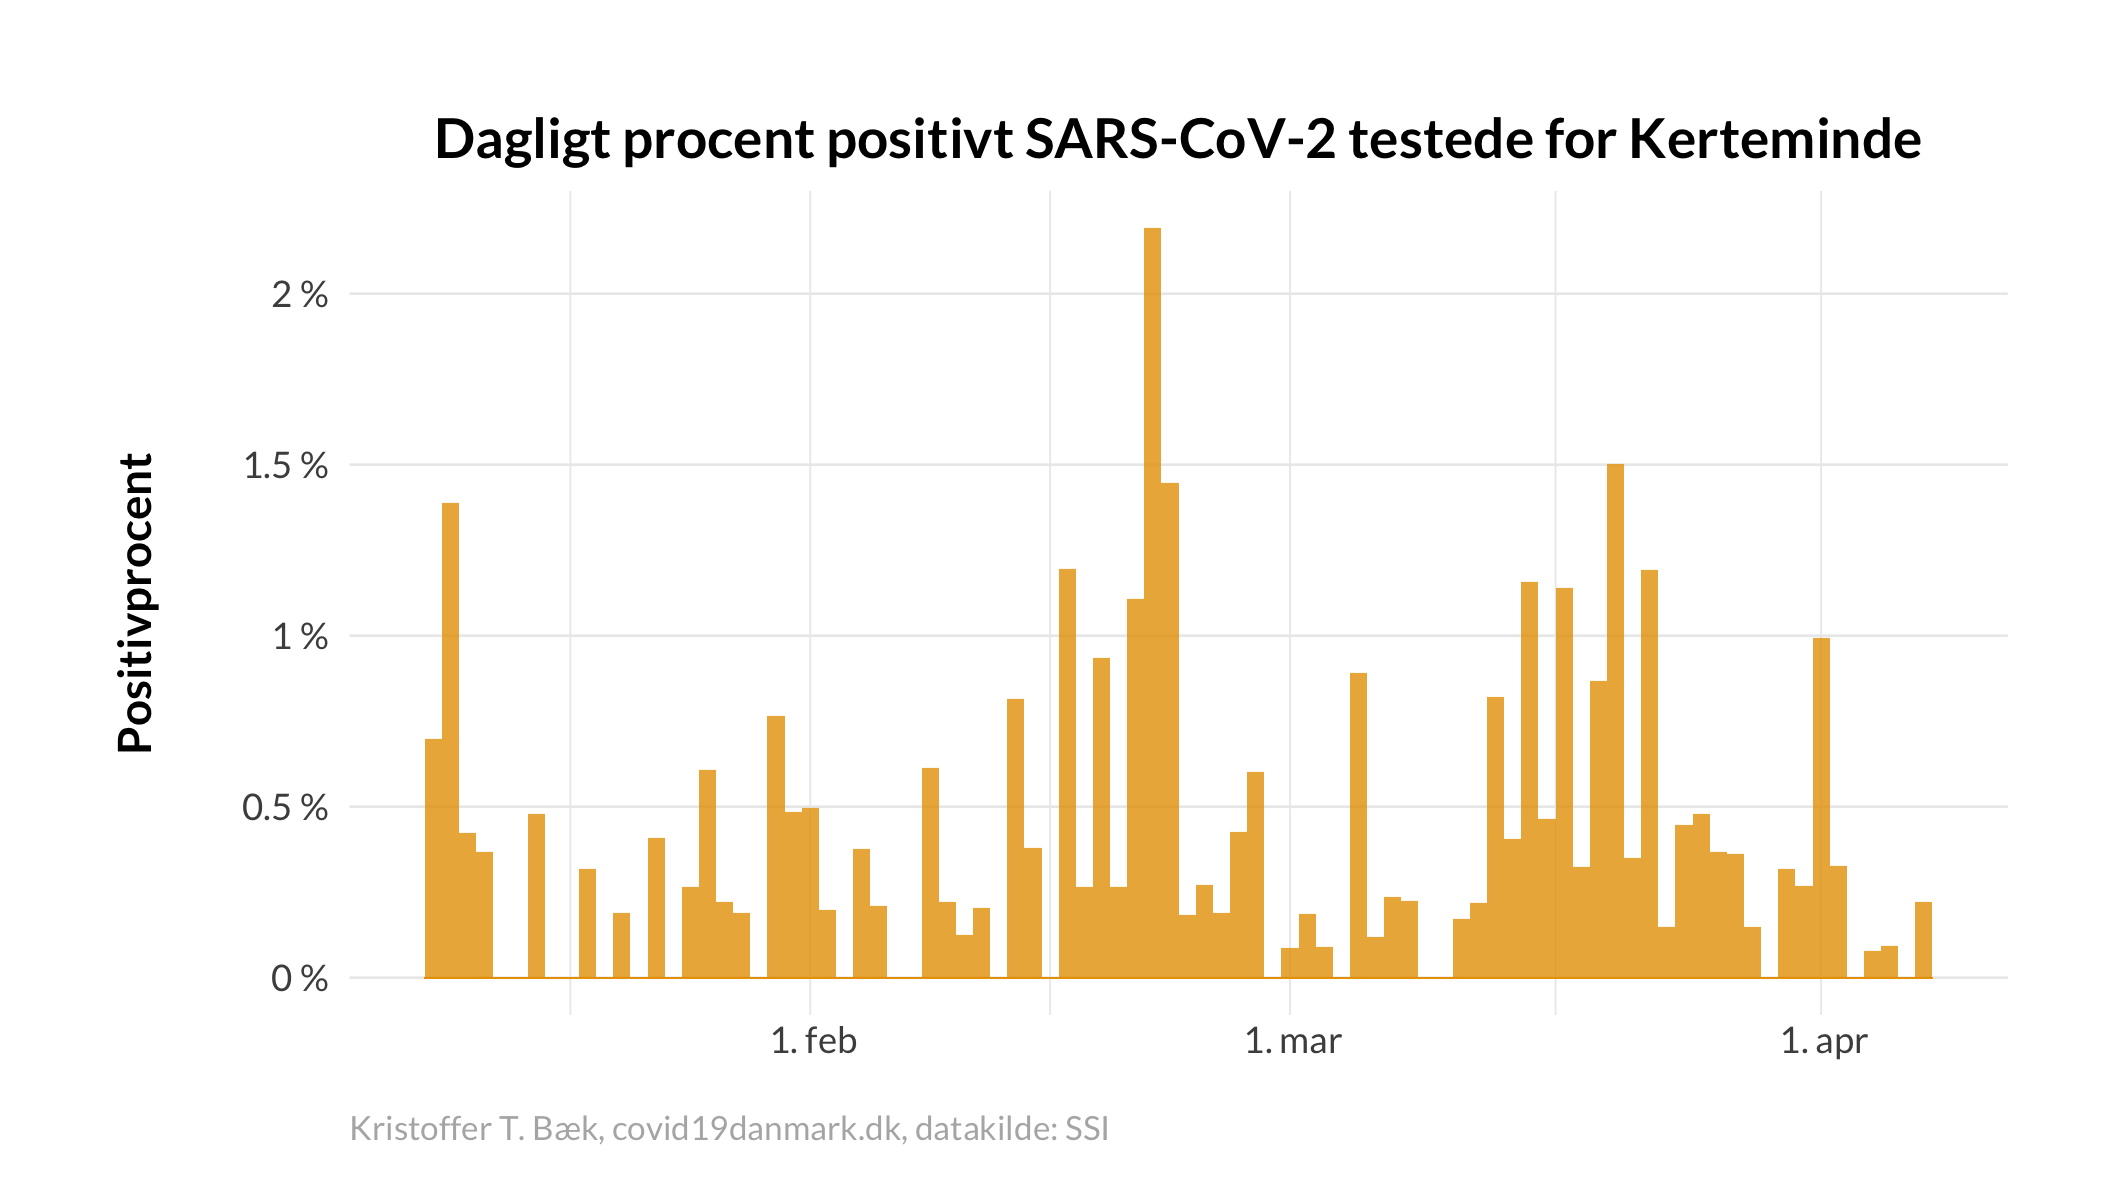 Dagligt procent positivt SARS-CoV-2 testede for Kerteminde
Positivprocent
2 %
1.5 %
1 %
0.5 %
0 %
1. feb
1. mar
1. apr
Kristoffer T. Bæk, covid19danmark.dk, datakilde: SSI